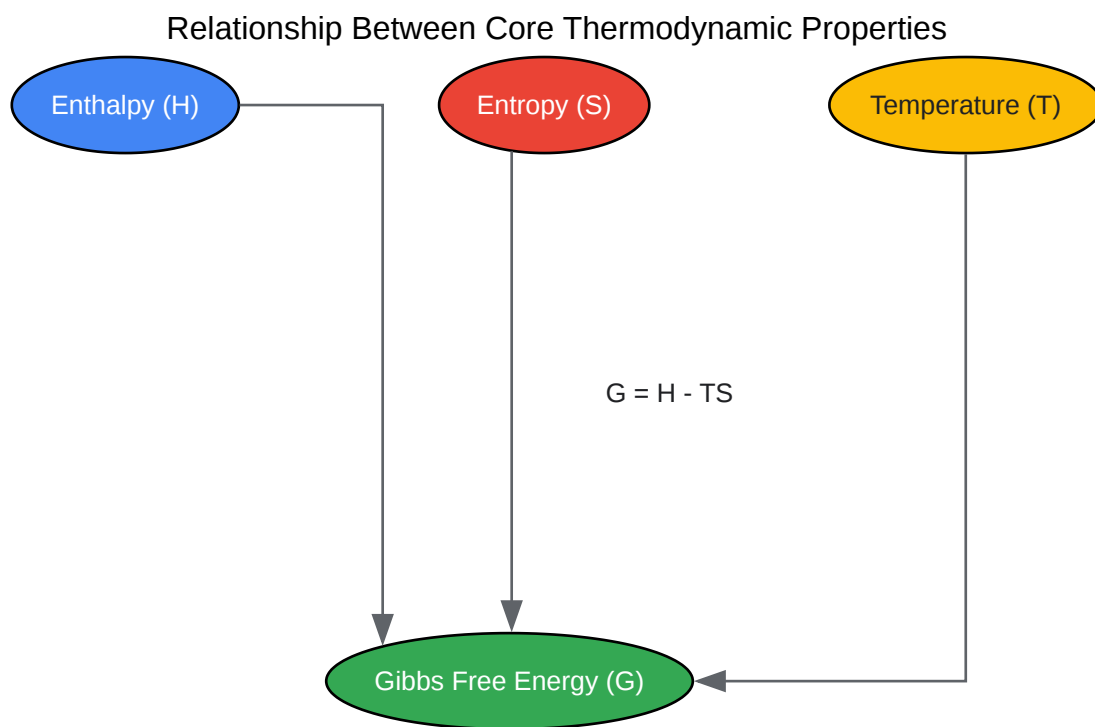 Relationship Between Core Thermodynamic Properties
Enthalpy (H)
Entropy (S)
Temperature (T)
G = H - TS
Gibbs Free Energy (G)